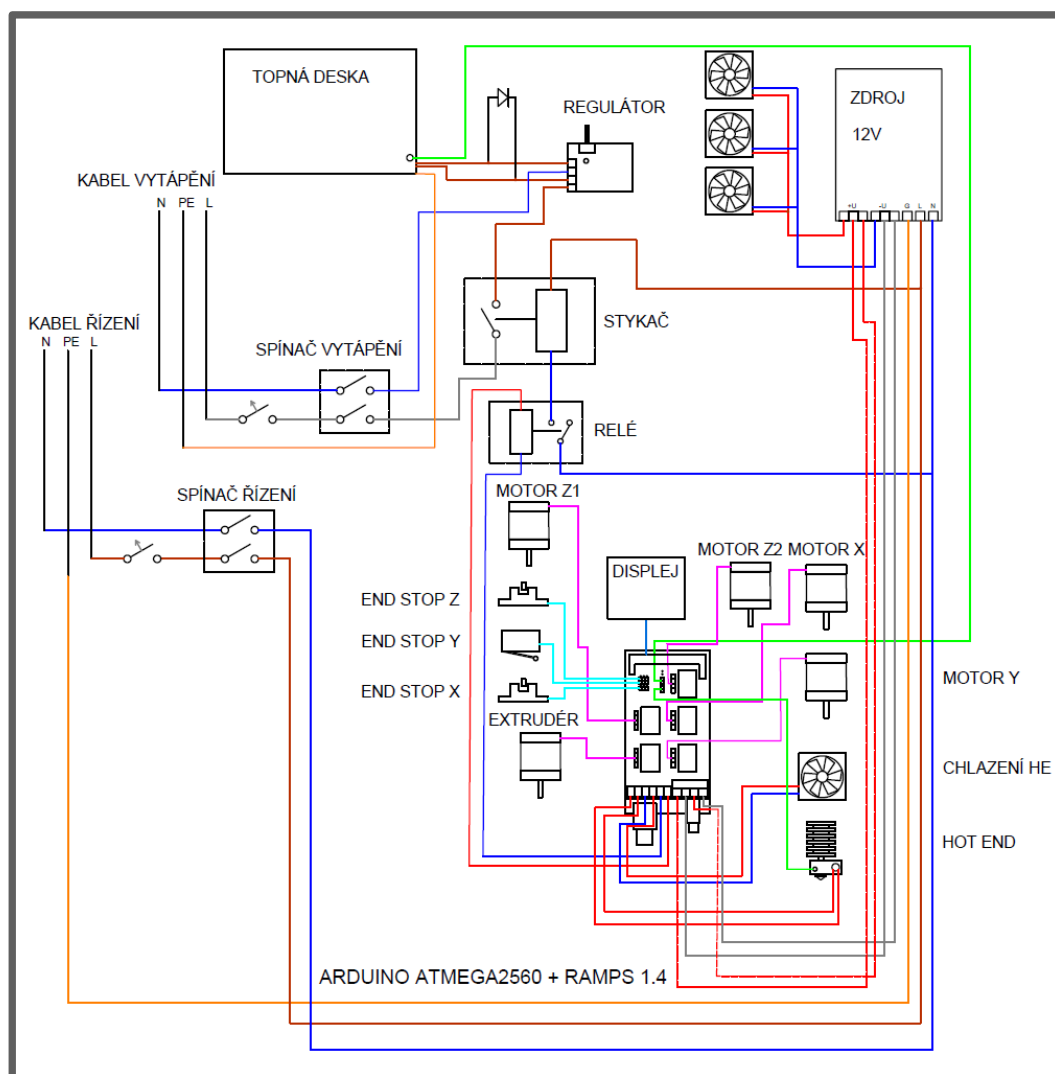 TOPNÁ DESKA
REGULÁTOR
ZDROJ
12V
KABEL VYTÁPĚNÍ
N PE L
+U -U G L N
STYKAČ
KABEL ŘÍZENÍ
N PE L
SPÍNAČ VYTÁPĚNÍ
RELÉ
SPÍNAČ ŘÍZENÍ
MOTOR Z1
MOTOR Z2 MOTOR X
DISPLEJ
END STOP Z
END STOP Y
END STOP X
MOTOR Y
EXTRUDÉR
CHLAZENÍ HE
HOT END
ARDUINO ATMEGA2560 + RAMPS 1.4